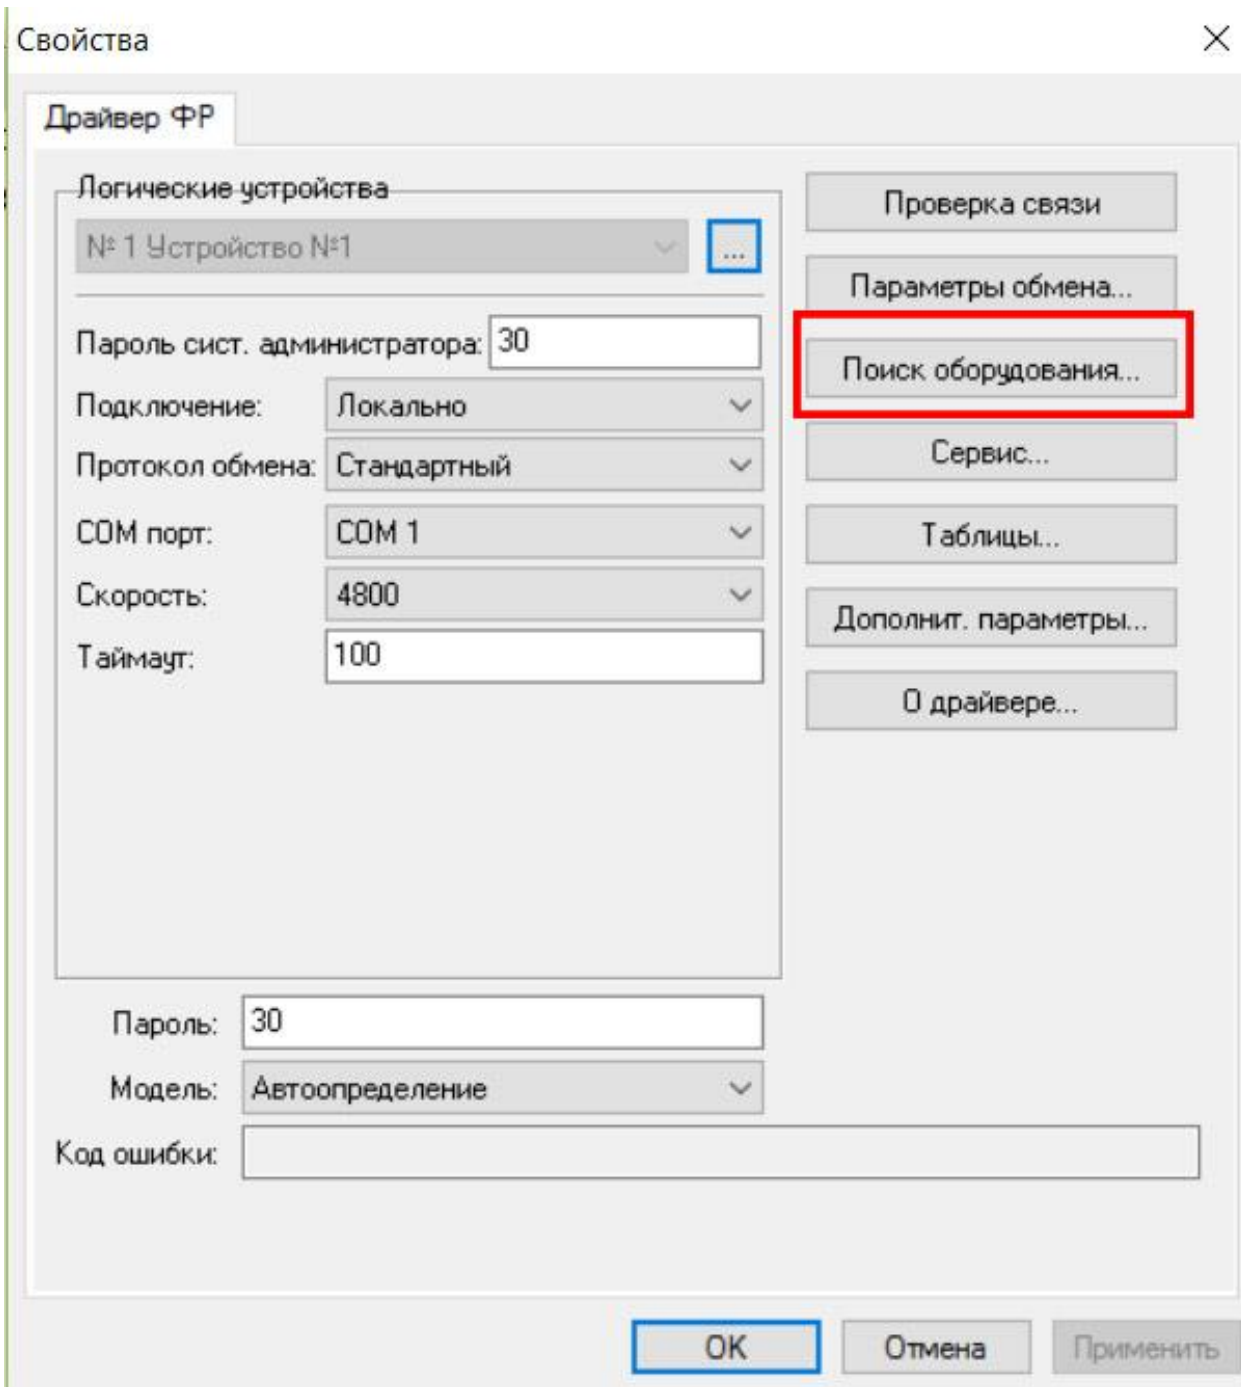 Свойства
Драйвер ФР
Логические устройства
№ 1 Устройство №1
...
Пароль сист. администратора: 30
Подключение: Локально
Протокол обмена: Стандартный
COM порт: COM 1
Скорость: 4800
Таймаут: 100
Проверка связи
Параметры обмена...
Поиск оборудования...
Сервис...
Таблицы...
Дополнит. параметры...
О драйвере...
Пароль: 30
Модель: Автоопределение
Код ошибки:
OK
Отмена
Применить